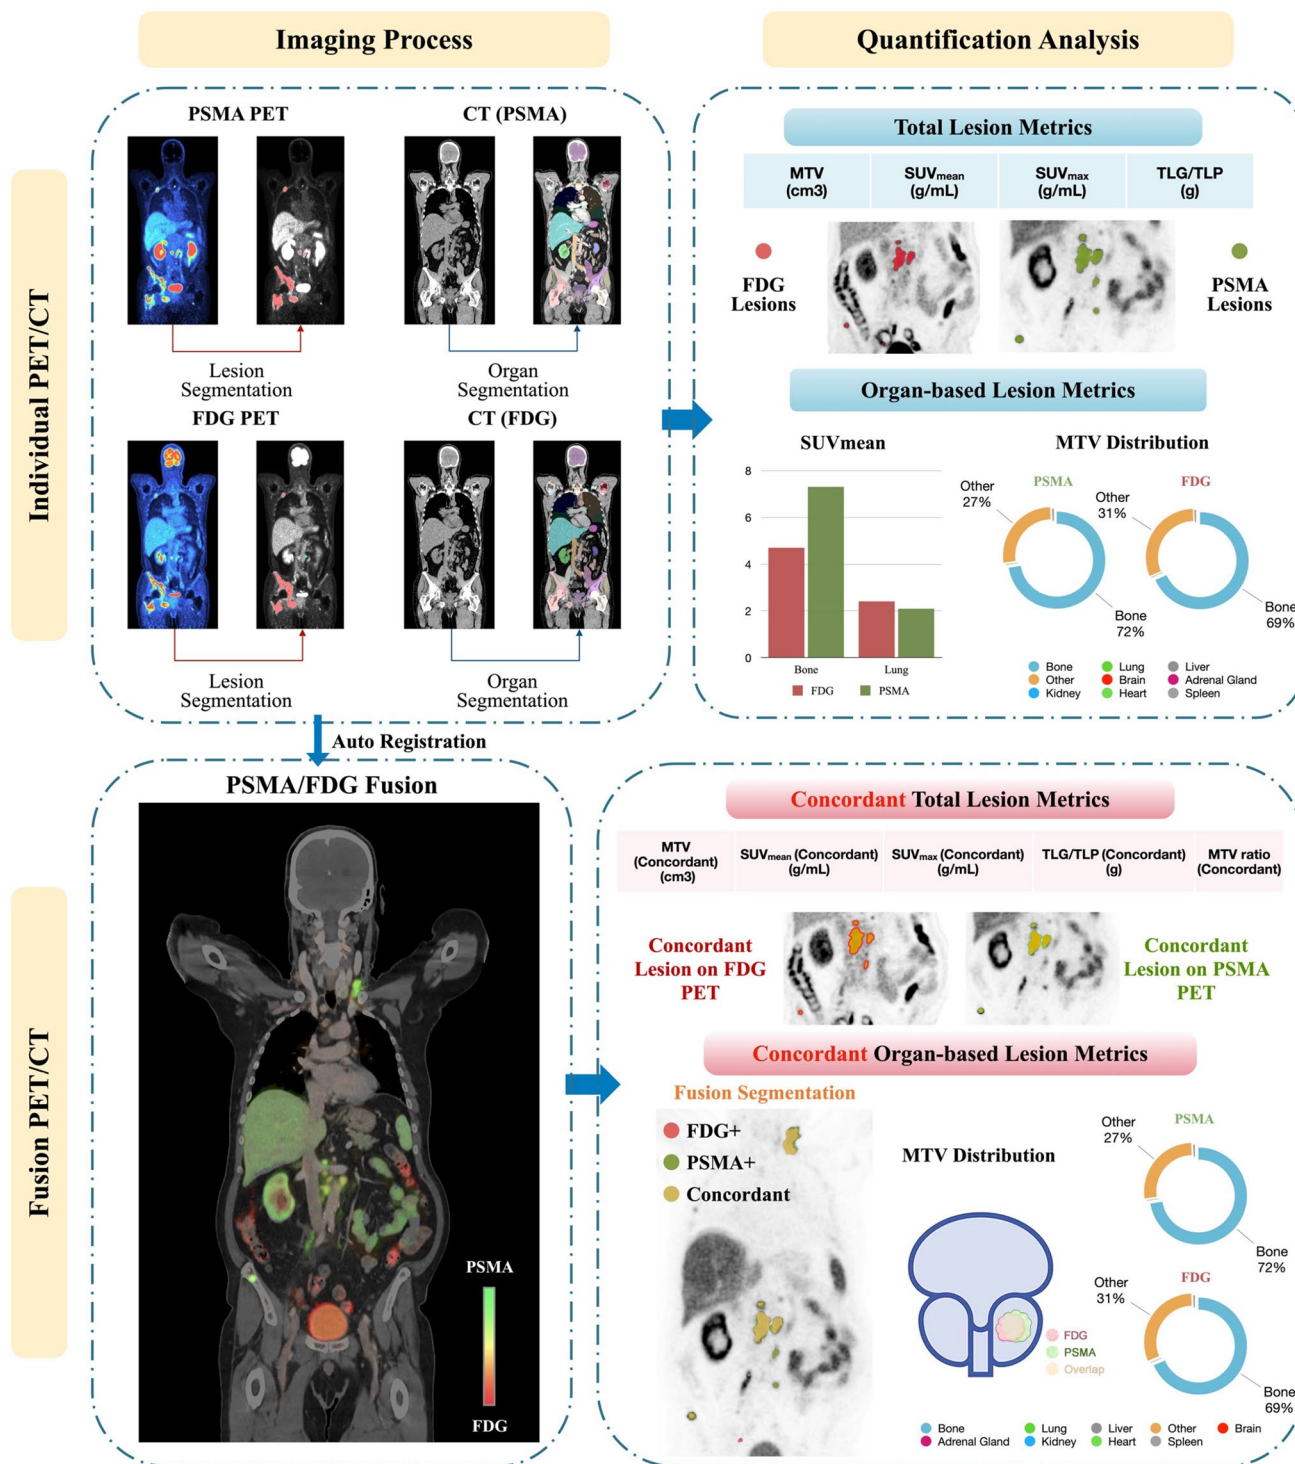 Imaging Process
Quantification Analysis
Individual PET/CT
PSMA PET
CT (PSMA)
Lesion
Segmentation
Organ
Segmentation
FDG PET
CT (FDG)
Lesion
Segmentation
Organ
Segmentation
Total Lesion Metrics
MTV
(cm3)
SUVmean
(g/mL)
SUVmax
(g/mL)
TLG/TLP
(g)
FDG
Lesions
PSMA
Lesions
Organ-based Lesion Metrics
SUVmean
8
6
4
2
0
Bone
Lung
FDG
PSMA
MTV Distribution
PSMA
Other
27%
Bone
72%
FDG
Other
31%
Bone
69%
Bone
Lung
Liver
Other
Brain
Adrenal Gland
Kidney
Heart
Spleen
Auto Registration
Fusion PET/CT
PSMA/FDG Fusion
PSMA
FDG
Concordant Total Lesion Metrics
MTV
(Concordant)
(cm3)
SUVmean (Concordant)
(g/mL)
SUVmax (Concordant)
(g/mL)
TLG/TLP (Concordant)
(g)
MTV ratio
(Concordant)
Concordant
Lesion on FDG
PET
Concordant
Lesion on PSMA
PET
Concordant Organ-based Lesion Metrics
Fusion Segmentation
FDG+
PSMA+
Concordant
MTV Distribution
FDG
PSMA
Overlap
PSMA
Other
27%
Bone
72%
FDG
Other
31%
Bone
69%
Bone
Lung
Liver
Other
Brain
Adrenal Gland
Kidney
Heart
Spleen